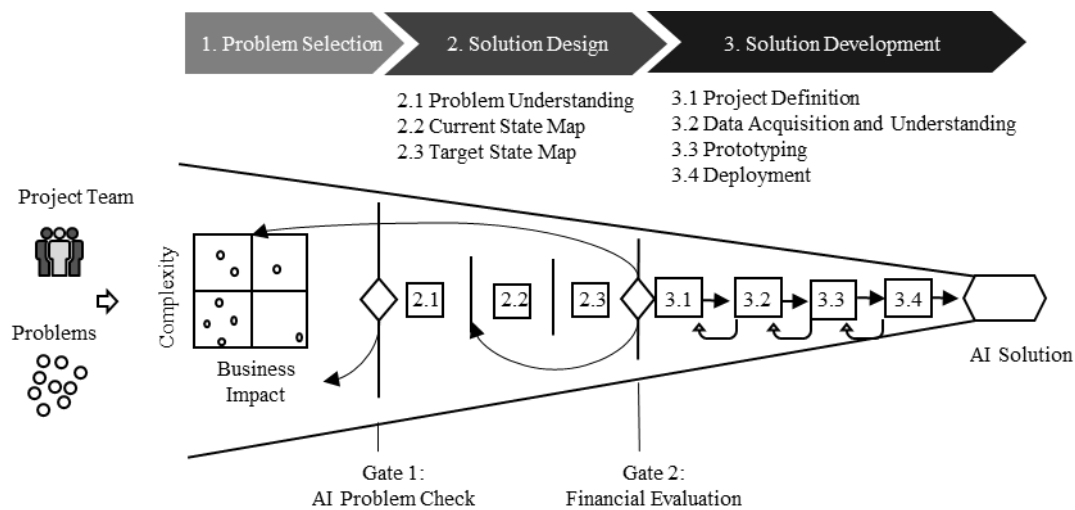 1. Problem Selection
2. Solution Design
3. Solution Development
2.1 Problem Understanding
2.2 Current State Map
2.3 Target State Map
3.1 Project Definition
3.2 Data Acquisition and Understanding
3.3 Prototyping
3.4 Deployment
Project Team
Problems
Complexity
Business
Impact
2.1
2.2
2.3
3.1
3.2
3.3
3.4
AI Solution
Gate 1:
AI Problem Check
Gate 2:
Financial Evaluation